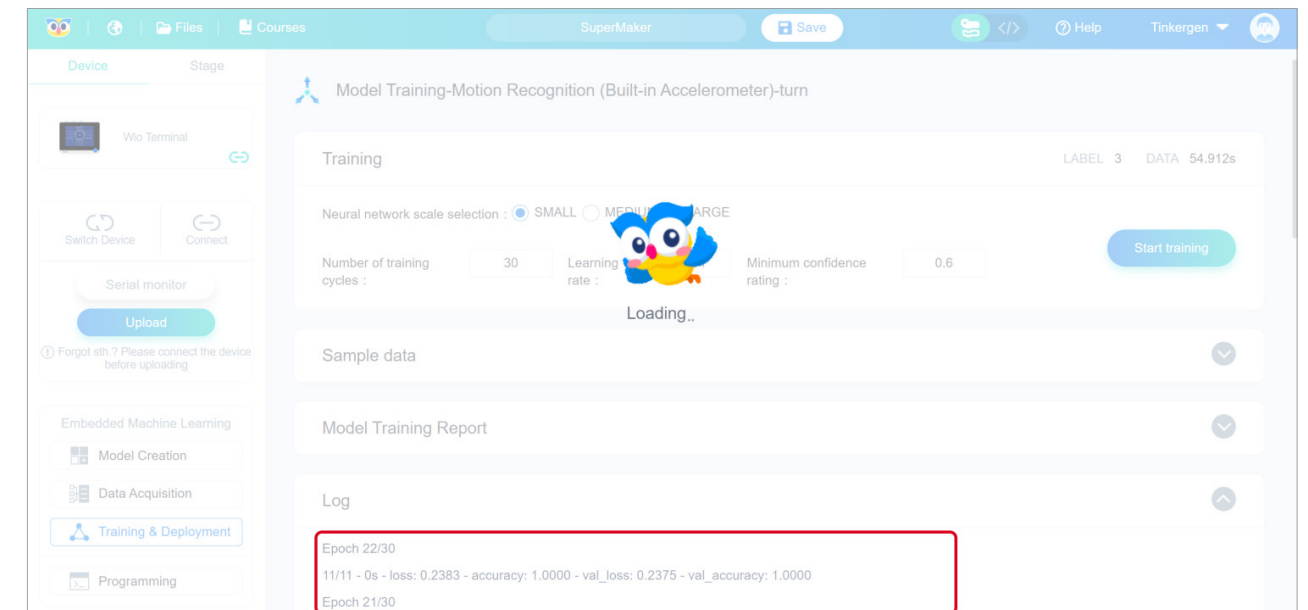 Files
Courses
SuperMaker
Save
</>
Help
Tinkergen
Device
Stage
Model Training-Motion Recognition (Built-in Accelerometer)-turn
Wio Terminal
Training
LABEL 3 DATA 54.912s
Neural network scale selection : SMALL
Switch Device
Connect
Number of training cycles :
30
Learning rate :
Minimum confidence rating :
0.6
Start training
Serial monitor
Loading..
Upload
Forgot sth.? Please connect the device
before uploading
Sample data
Embedded Machine Learning
Model Training Report
Model Creation
Data Acquisition
Log
Training & Deployment
Epoch 22/30
11/11 - 0s - loss: 0.2383 - accuracy: 1.0000 - val_loss: 0.2375 - val_accuracy: 1.0000
Programming
Epoch 21/30